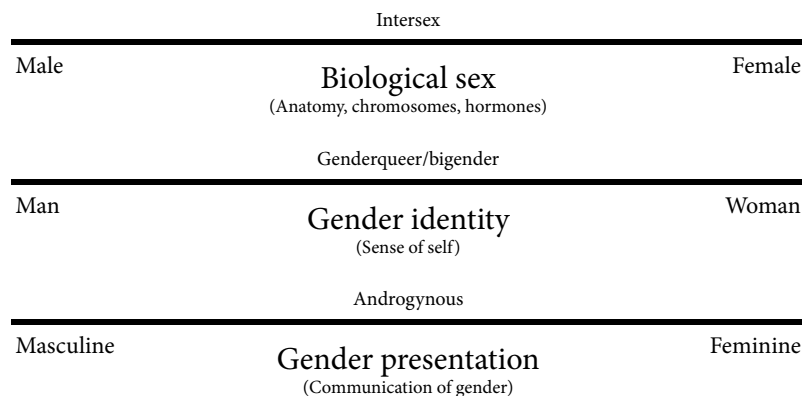 Intersex
Male Female
Biological sex
(Anatomy, chromosomes, hormones)
Genderqueer/bigender
Man Woman
Gender identity
(Sense of self)
Androgynous
Masculine Feminine
Gender presentation
(Communication of gender)